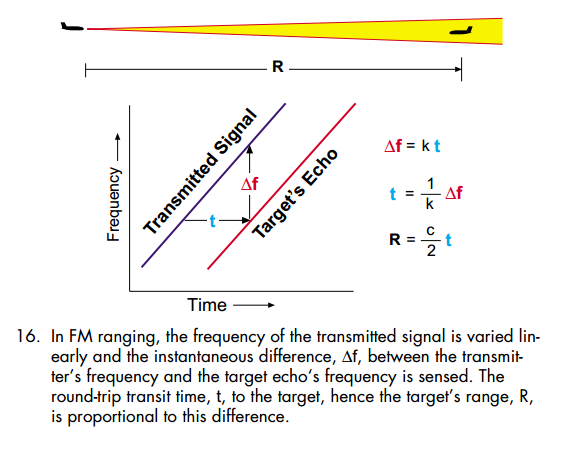 R
Frequency
Transmitted Signal
Δf
t
Target's Echo
Time
Δf = k t
t = 1/k Δf
R = c/2 t
16. In FM ranging, the frequency of the transmitted signal is varied lin-
early and the instantaneous difference, Δf, between the transmit-
ter's frequency and the target echo's frequency is sensed. The
round-trip transit time, t, to the target, hence the target's range, R,
is proportional to this difference.